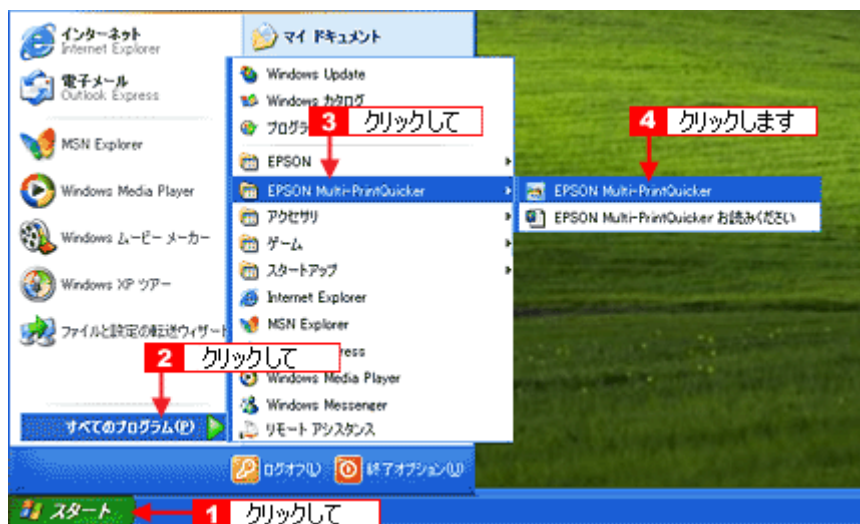 インターネット
Internet Explorer
電子メール
Outlook Express
MSN Explorer
Windows Media Player
Windows ムービー メーカー
Windows XP ツアー
ファイルと設定の転送ウィザード
すべてのプログラム(P)
マイ ドキュメント
Windows Update
Windows カタログ
プログラ
3 クリックして
EPSON
EPSON Multi-PrintQuicker
アクセサリ
ゲーム
スタートアップ
Internet Explorer
MSN Explorer
2 クリックして
ress
Windows Media Player
Windows Messenger
リモート アシスタンス
4 クリックします
EPSON Multi-PrintQuicker
EPSON Multi-PrintQuicker お読みください
ログオフ(L)
終了オプション(U)
スタート
1 クリックして